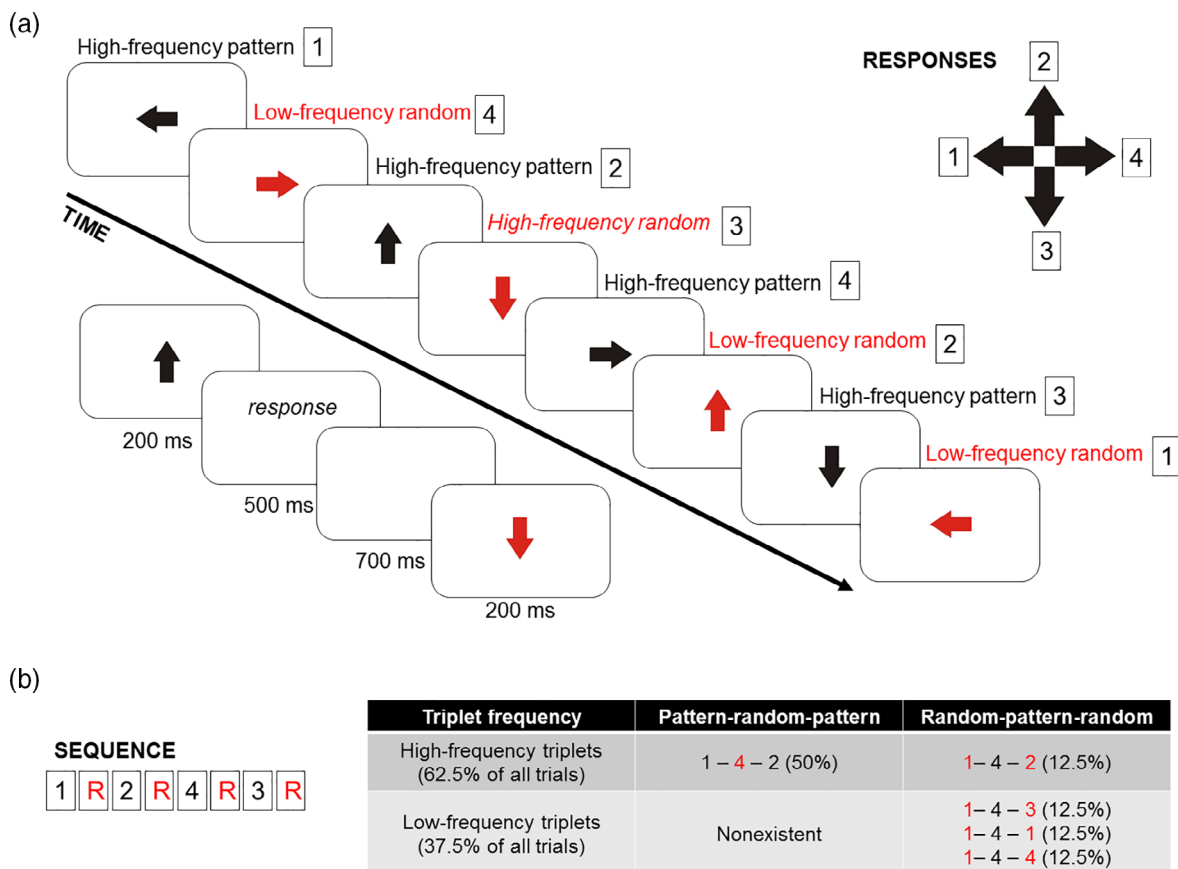 (a)
High-frequency pattern 1
Low-frequency random 4
High-frequency pattern 2
High-frequency random 3
High-frequency pattern 4
Low-frequency random 2
High-frequency pattern 3
Low-frequency random 1
RESPONSES
2
1
4
3
TIME
response
200 ms
500 ms
700 ms
200 ms
(b)
SEQUENCE
1 R 2 R 4 R 3 R
Triplet frequency Pattern-random-pattern Random-pattern-random
High-frequency triplets
(62.5% of all trials)
1 – 4 – 2 (50%)
1– 4 – 2 (12.5%)
Low-frequency triplets
(37.5% of all trials)
Nonexistent
1– 4 – 3 (12.5%)
1– 4 – 1 (12.5%)
1– 4 – 4 (12.5%)